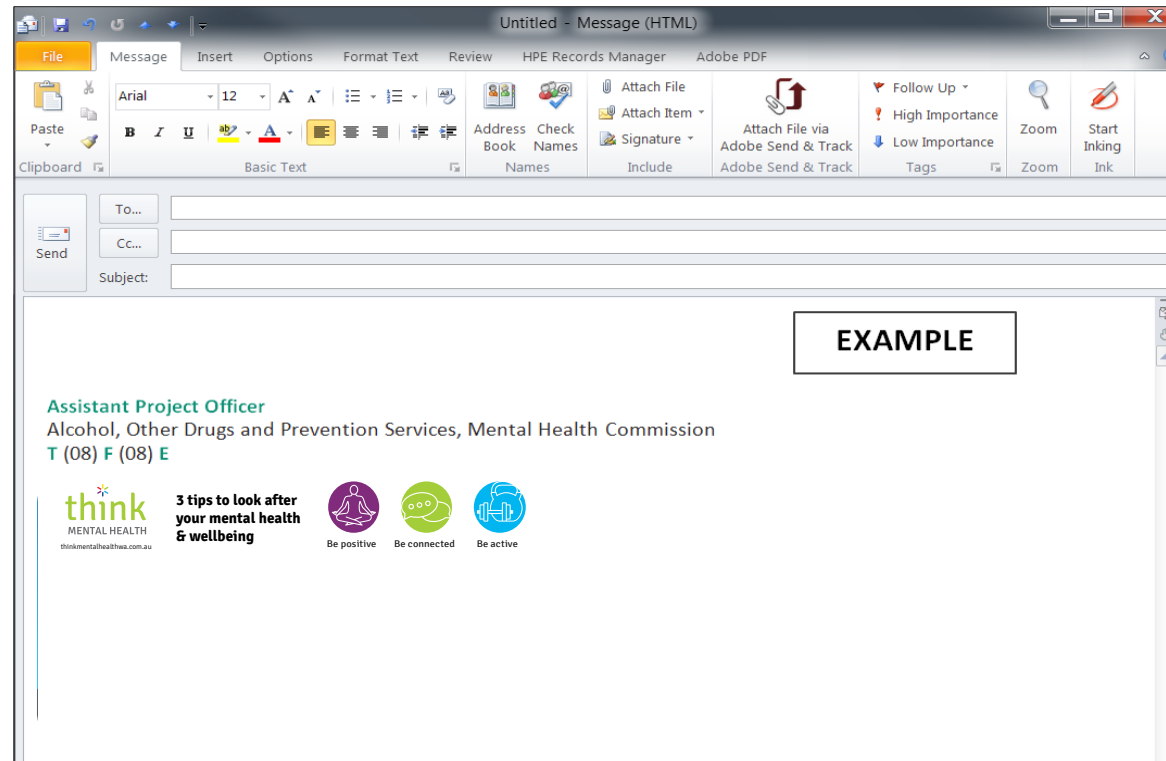 Untitled - Message (HTML)
File Message Insert Options Format Text Review HPE Records Manager Adobe PDF
Paste
Clipboard
Arial 12
B I U ab A
Basic Text
Address Book
Check Names
Names
Attach File
Attach Item
Signature
Include
Attach File via
Adobe Send & Track
Adobe Send & Track
Follow Up
High Importance
Low Importance
Tags
Zoom
Zoom
Start
Inking
Ink
Send
To...
Cc...
Subject:
EXAMPLE
Assistant Project Officer
Alcohol, Other Drugs and Prevention Services, Mental Health Commission
T (08) F (08) E
think
MENTAL HEALTH
thinkmentalhealthwa.com.au
3 tips to look after
your mental health
& wellbeing
Be positive Be connected Be active